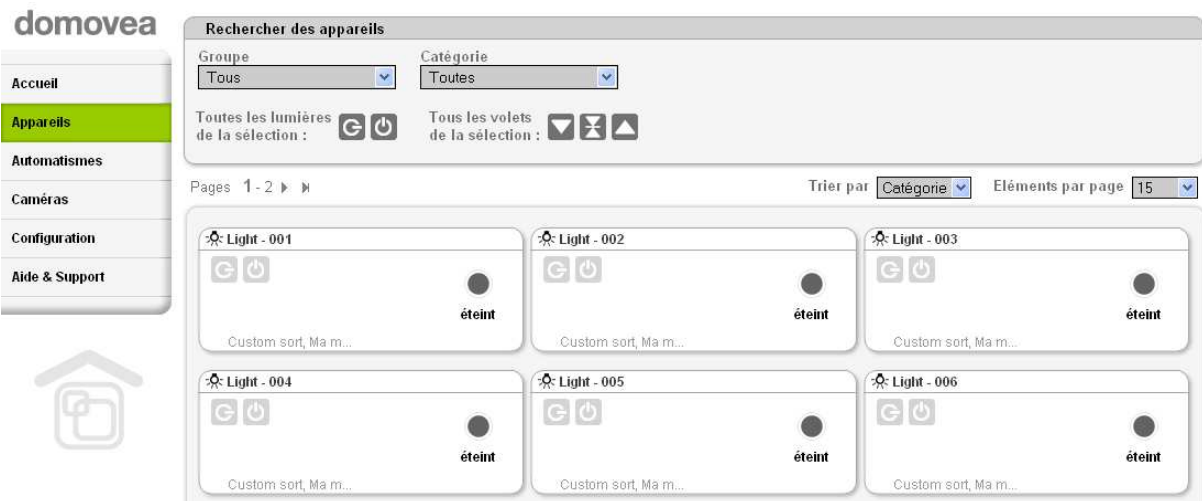 domovea
Accueil
Appareils
Automatismes
Caméras
Configuration
Aide & Support
Rechercher des appareils
Groupe
Catégorie
Tous
Toutes
Toutes les lumières
de la sélection :
Tous les volets
de la sélection :
Pages 1 - 2
Trier par Catégorie
Eléments par page 15
Light - 001
éteint
Custom sort, Ma m...
Light - 002
éteint
Custom sort, Ma m...
Light - 003
éteint
Custom sort, Ma m...
Light - 004
éteint
Custom sort, Ma m...
Light - 005
éteint
Custom sort, Ma m...
Light - 006
éteint
Custom sort, Ma m...